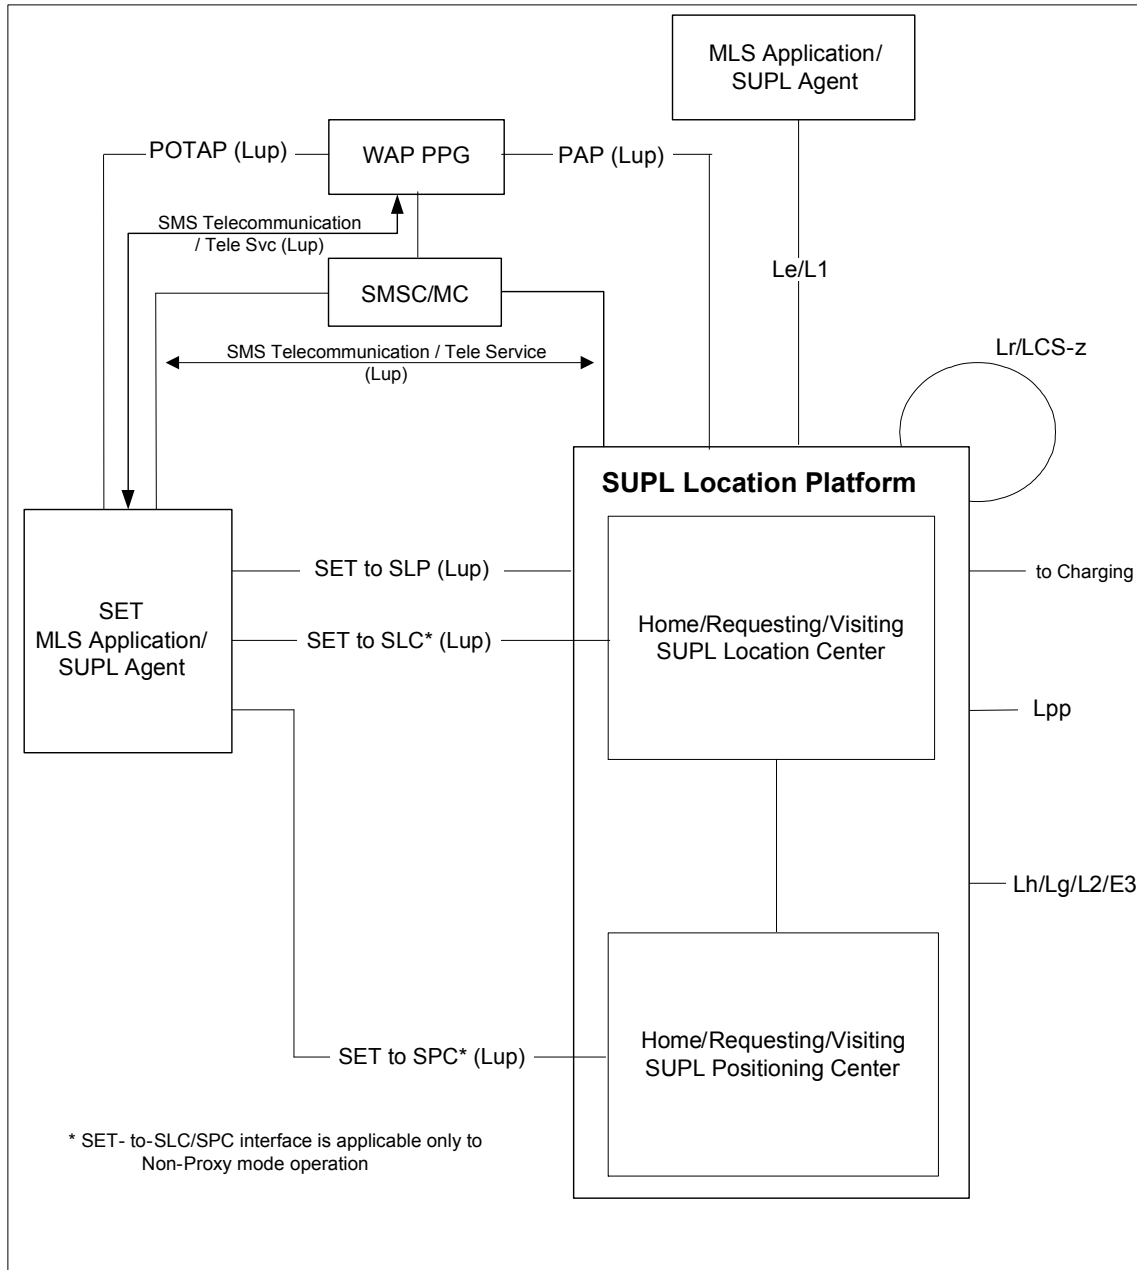 MLS Application/
SUPL Agent
POTAP (Lup)
WAP PPG
PAP (Lup)
SMS Telecommunication
/ Tele Svc (Lup)
Le/L1
SMSC/MC
SMS Telecommunication / Tele Service
(Lup)
Lr/LCS-z
SUPL Location Platform
SET to SLP (Lup)
to Charging
SET
MLS Application/
SUPL Agent
SET to SLC* (Lup)
Home/Requesting/Visiting
SUPL Location Center
Lpp
Lh/Lg/L2/E3
SET to SPC* (Lup)
Home/Requesting/Visiting
SUPL Positioning Center
* SET- to-SLC/SPC interface is applicable only to
Non-Proxy mode operation